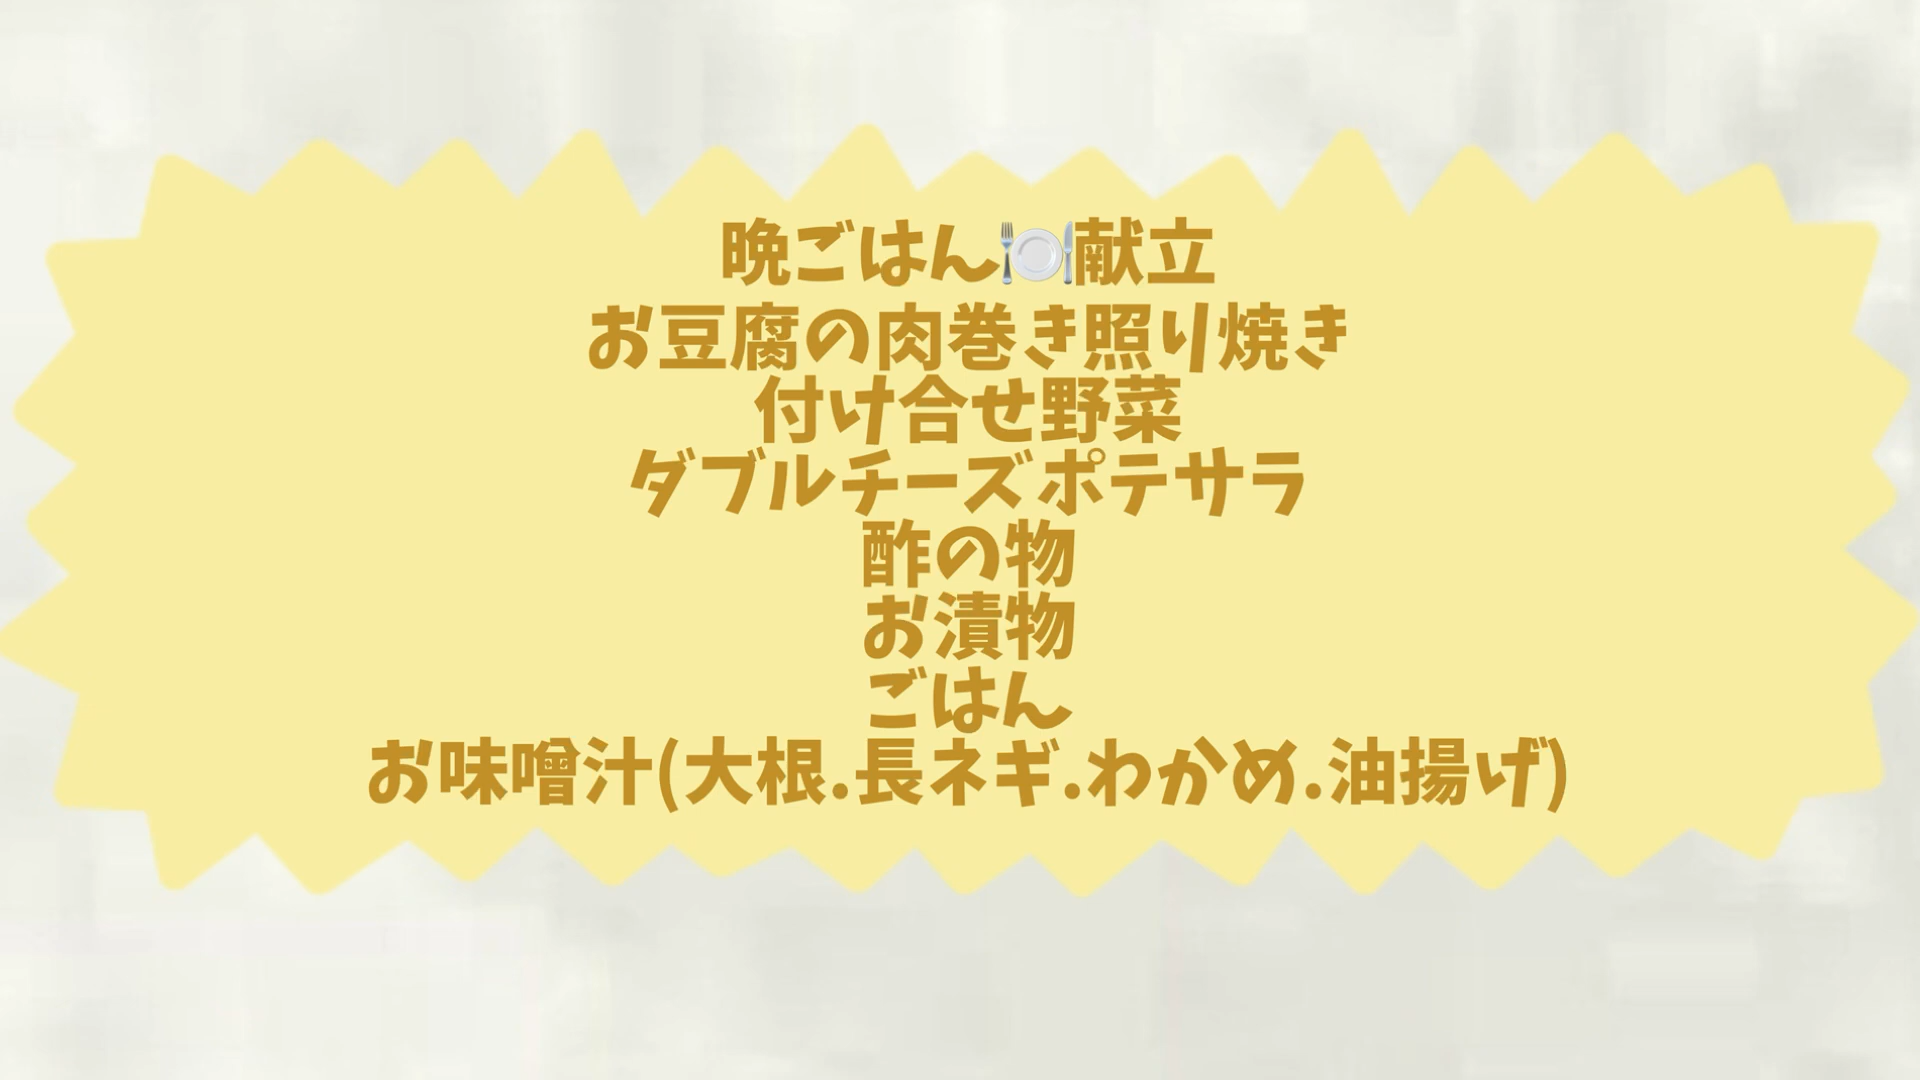 晩ごはん🍽️献立
お豆腐の肉巻き照り焼き
付け合せ野菜
ダブルチーズポテサラ
酢の物
お漬物
ごはん
お味噌汁(大根.長ネギ.わかめ.油揚げ)